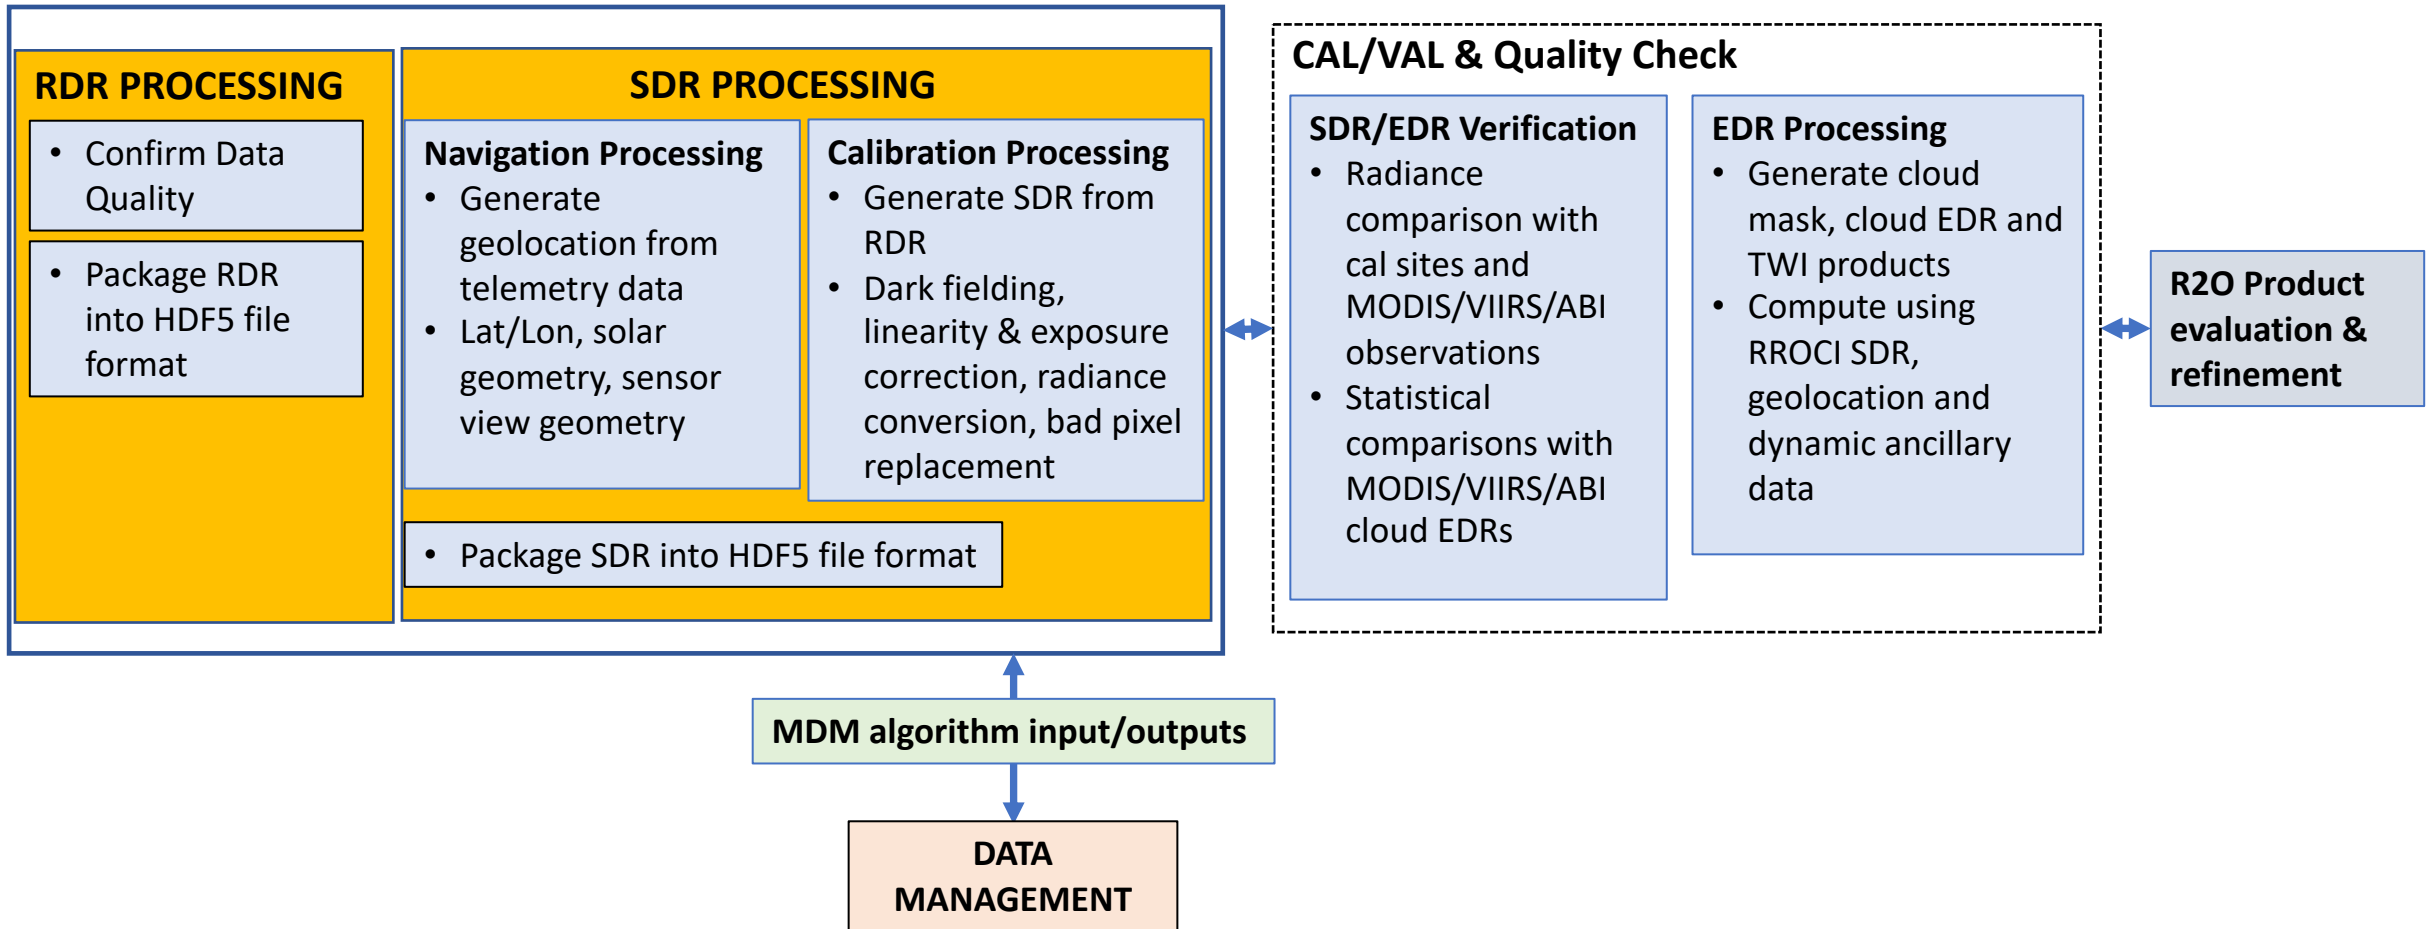 RDR PROCESSING
• Confirm Data
Quality
• Package RDR
into HDF5 file
format
SDR PROCESSING
Navigation Processing
• Generate
geolocation from
telemetry data
• Lat/Lon, solar
geometry, sensor
view geometry
Calibration Processing
• Generate SDR from
RDR
• Dark fielding,
linearity & exposure
correction, radiance
conversion, bad pixel
replacement
• Package SDR into HDF5 file format
CAL/VAL & Quality Check
SDR/EDR Verification
• Radiance
comparison with
cal sites and
MODIS/VIIRS/ABI
observations
• Statistical
comparisons with
MODIS/VIIRS/ABI
cloud EDRs
EDR Processing
• Generate cloud
mask, cloud EDR and
TWI products
• Compute using
RROCI SDR,
geolocation and
dynamic ancillary
data
R2O Product
evaluation &
refinement
MDM algorithm input/outputs
DATA
MANAGEMENT